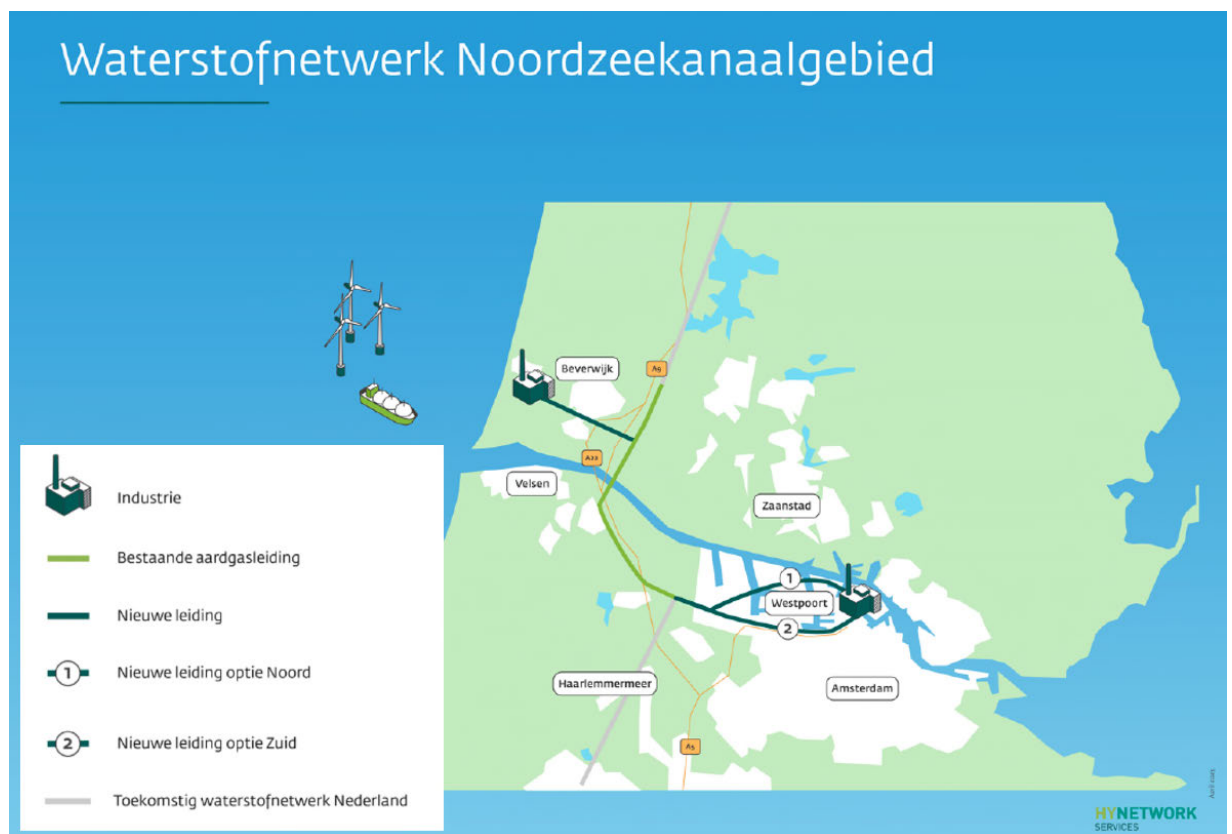 Waterstofnetwerk Noordzeekanaalgebied
A9
Beverwijk
A22
Velsen
Zaanstad
1
Westpoort
2
Haarlemmermeer
Amsterdam
A5
Industrie
Bestaande aardgasleiding
Nieuwe leiding
1 Nieuwe leiding optie Noord
2 Nieuwe leiding optie Zuid
Toekomstig waterstofnetwerk Nederland
HYNETWORK
SERVICES